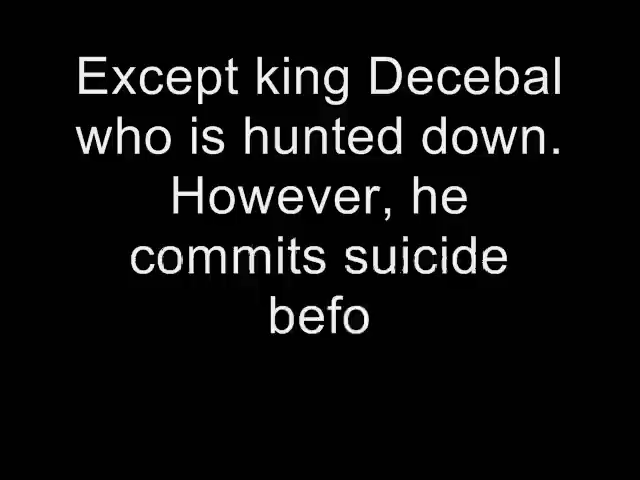 Except king Decebal
who is hunted down.
However, he
commits suicide
befo